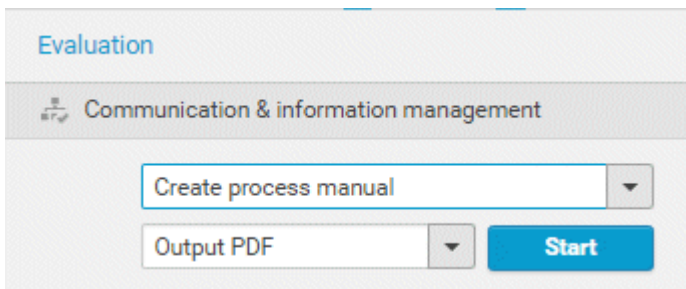 Evaluation
Communication & information management
Create process manual
Output PDF Start